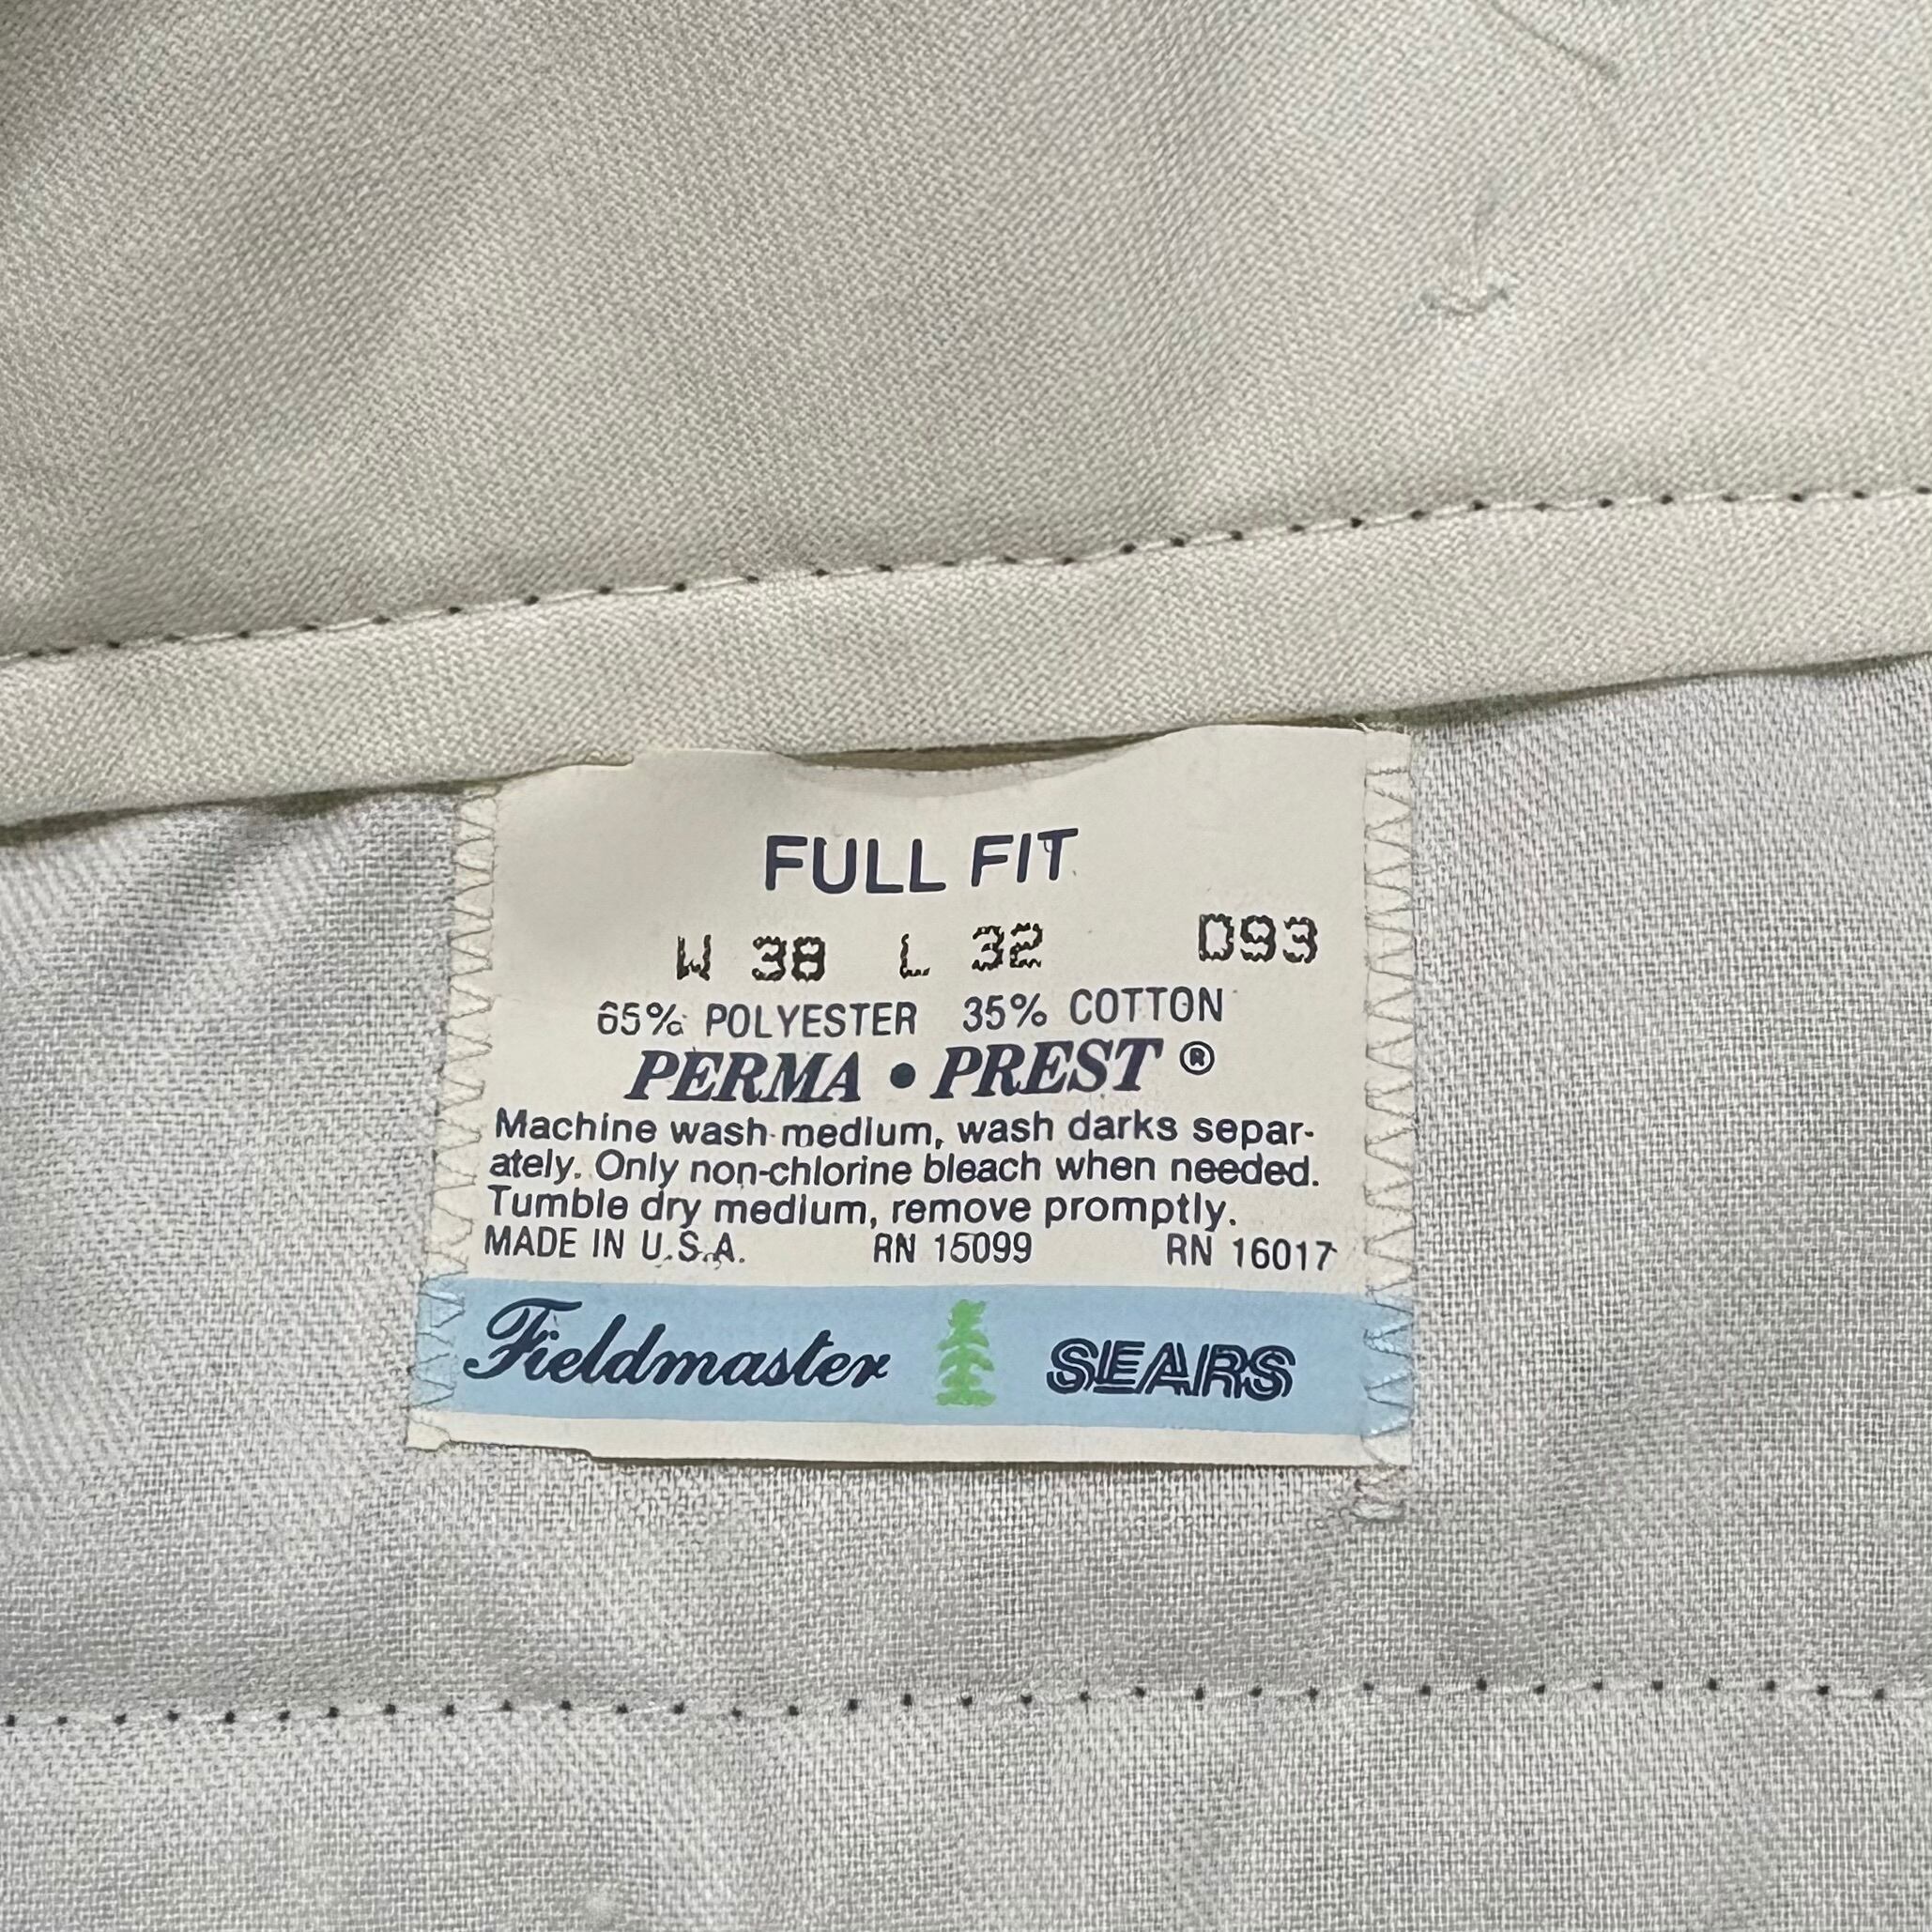 FULL FIT
W 38 L 32 D93
65% POLYESTER 35% COTTON
PERMA • PREST ®
Machine wash medium, wash darks separ-
ately. Only non-chlorine bleach when needed.
Tumble dry medium, remove promptly.
MADE IN U.S.A. RN 15099 RN 16017
Fieldmaster SEARS